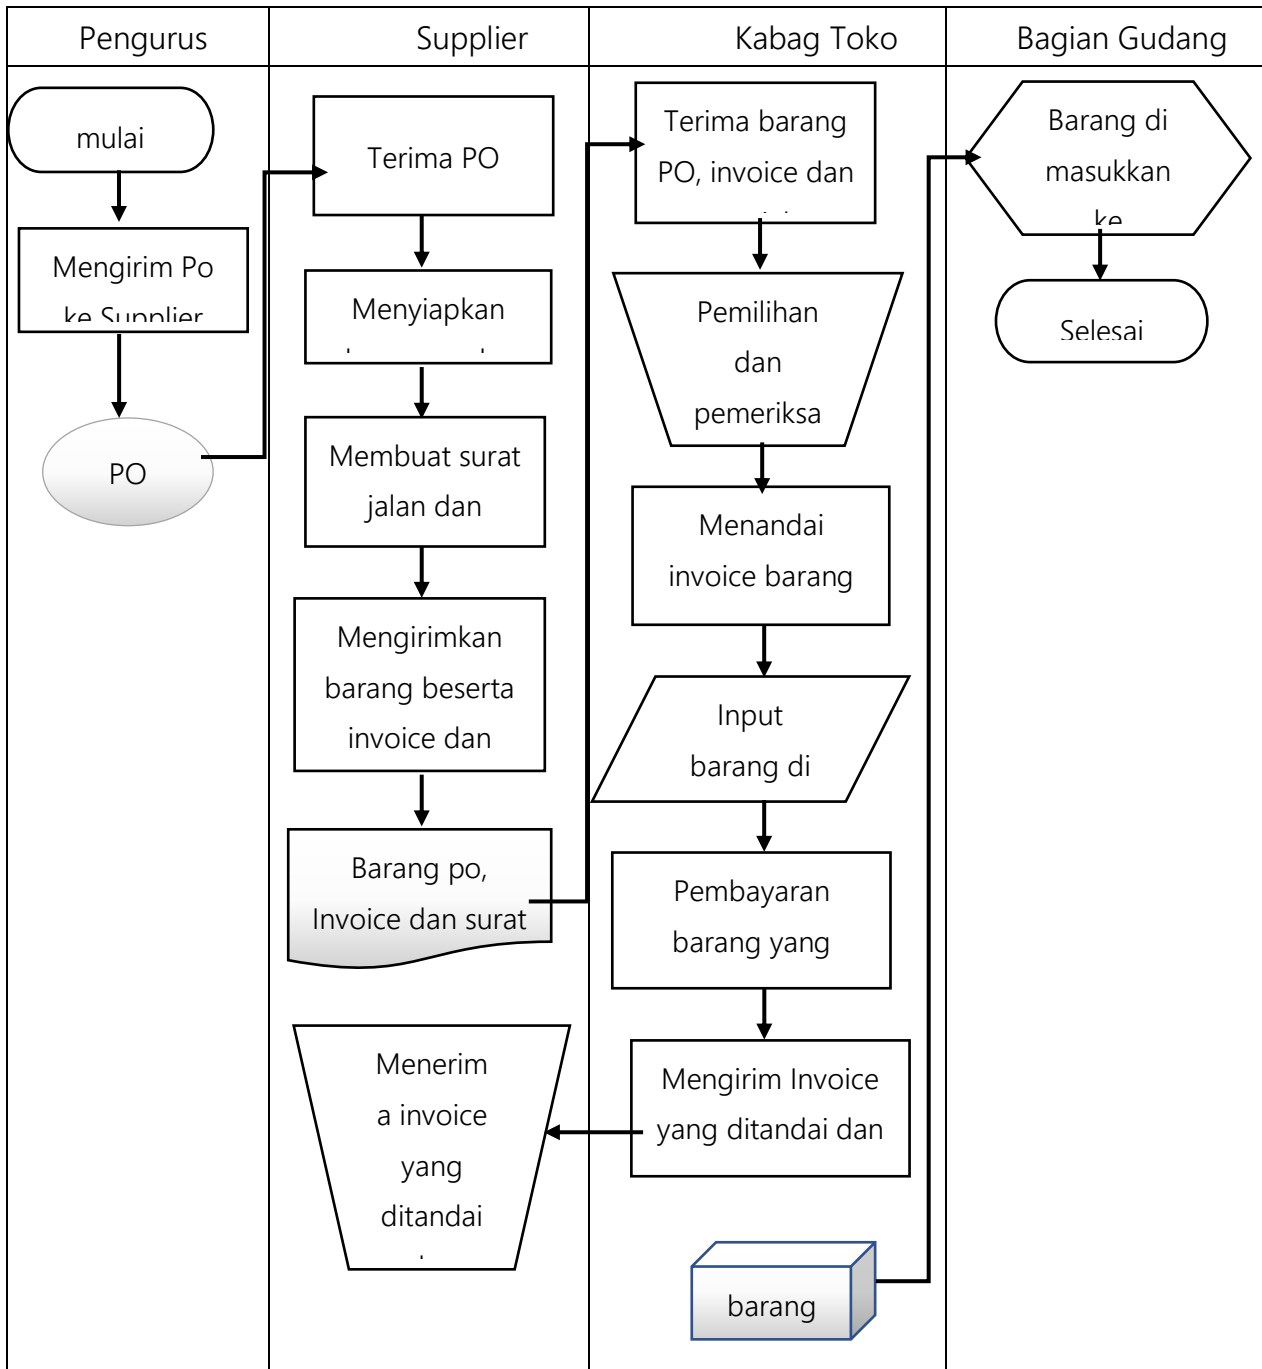 Pengurus
Supplier
Kabag Toko
Bagian Gudang
mulai
Mengirim Po
ke Supplier
PO
Terima PO
Menyiapkan
Membuat surat
jalan dan
Mengirimkan
barang beserta
invoice dan
Barang po,
Invoice dan surat
Menerim
a invoice
yang
ditandai
Terima barang
PO, invoice dan
Pemilihan
dan
pemeriksa
Menandai
invoice barang
Input
barang di
Pembayaran
barang yang
Mengirim Invoice
yang ditandai dan
barang
Barang di
masukkan
ke
Selesai